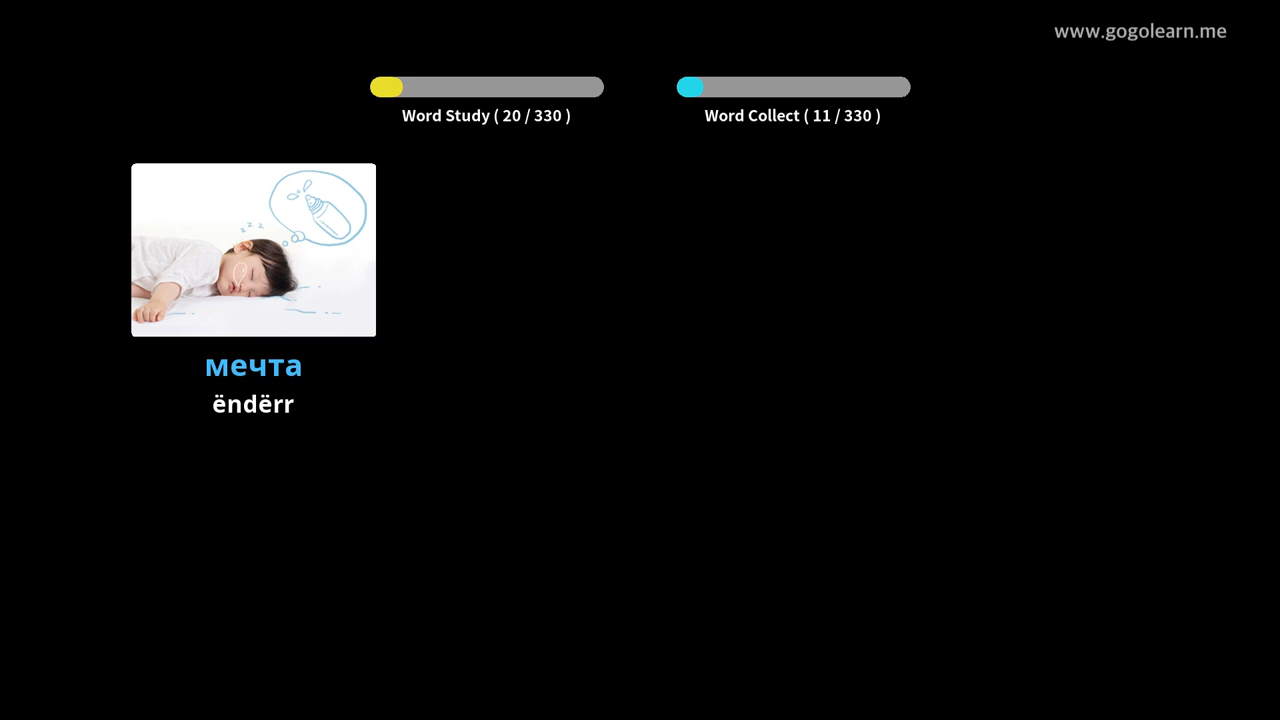 www.gogolearn.me
Word Study ( 20 / 330 )
Word Collect ( 11 / 330 )
z z z
мечта
ëndërr